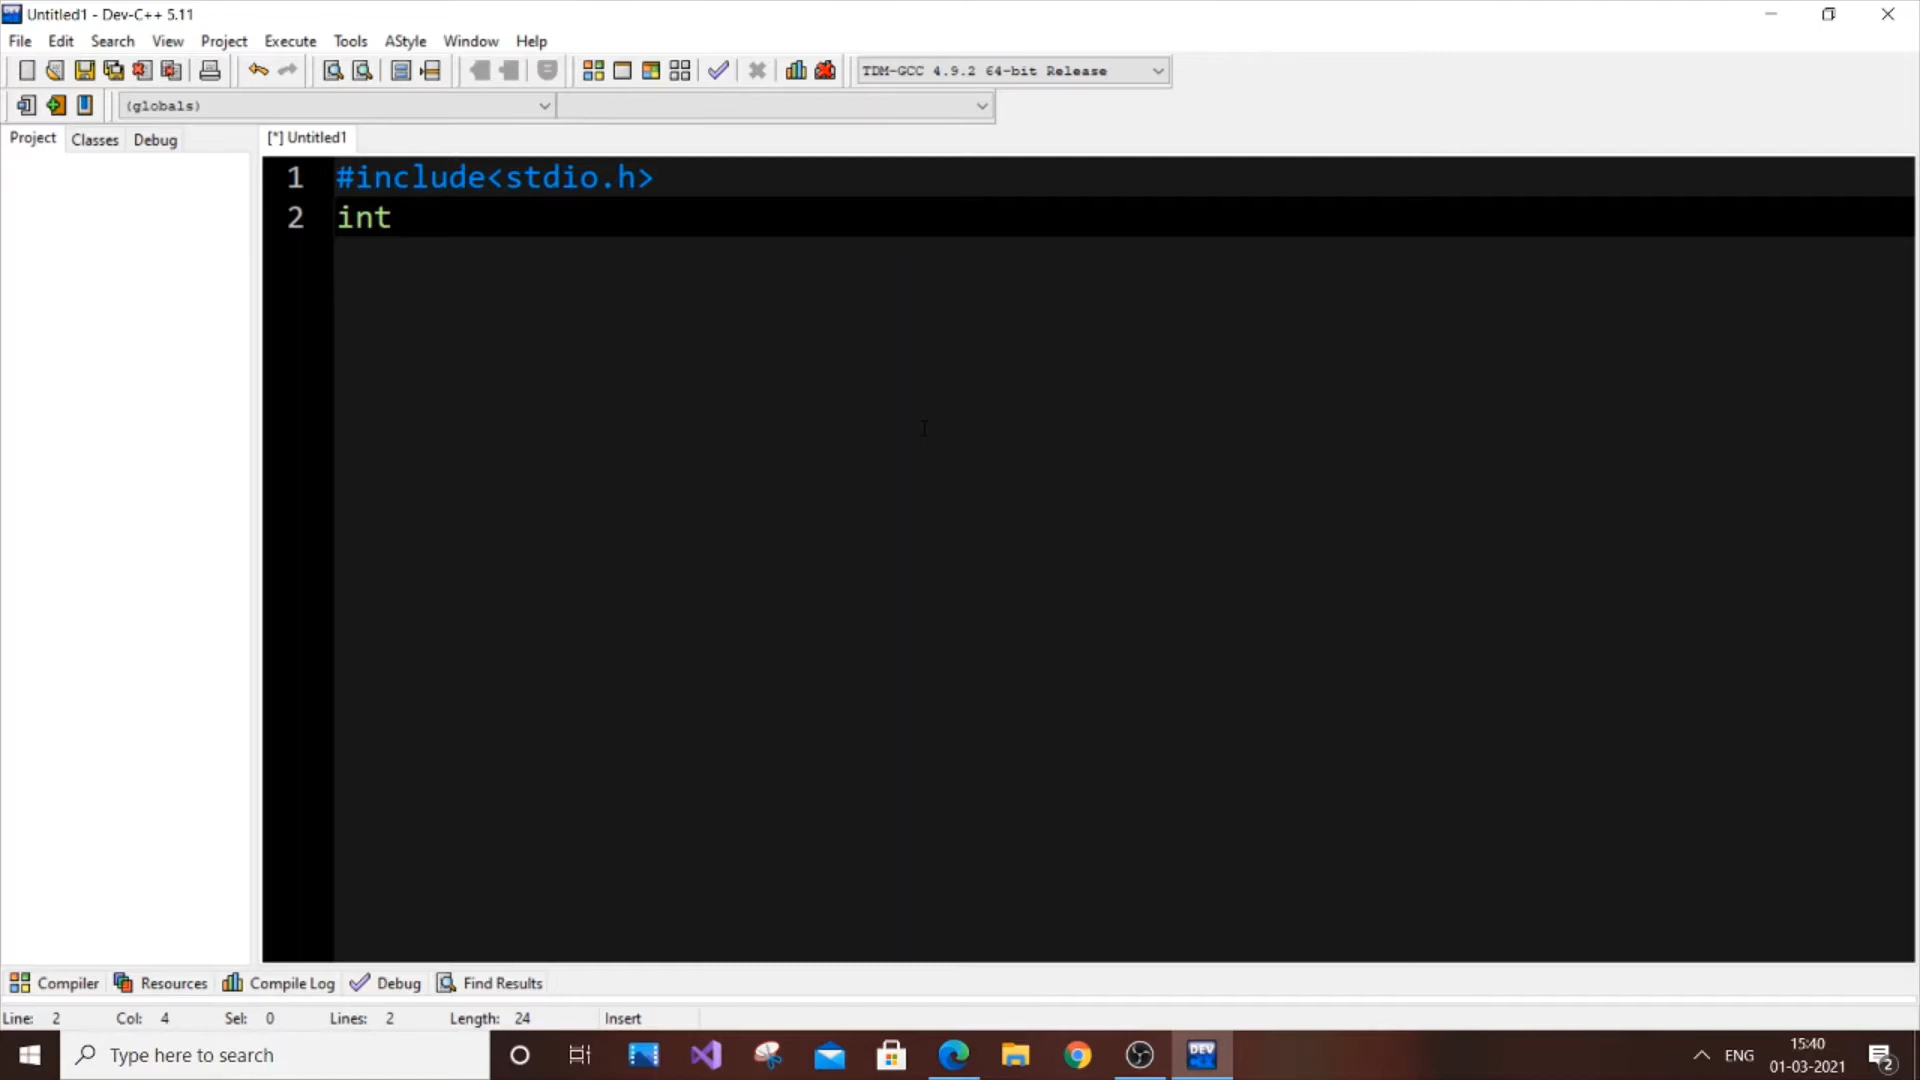 Untitled1 - Dev-C++ 5.11
File Edit Search View Project Execute Tools AStyle Window Help
TDM-GCC 4.9.2 64-bit Release
(globals)
Project Classes Debug
[*] Untitled1
1 #include<stdio.h>
2 int
Compiler Resources Compile Log Debug Find Results
Line: 2 Col: 4 Sel: 0 Lines: 2 Length: 24 Insert
Type here to search
DEV
ENG
15:40
01-03-2021
2